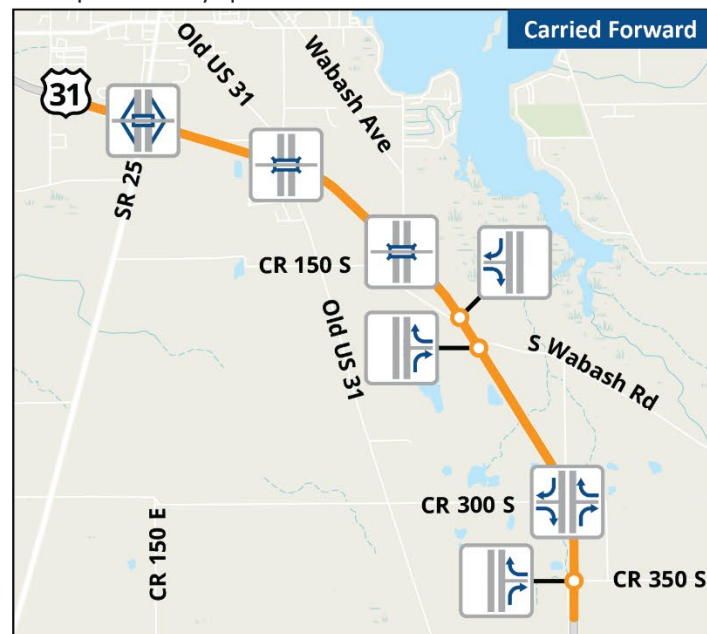 Carried Forward
Old US 31
Wabash Ave
31
SR 25
CR 150 S
Old US 31
S Wabash Rd
CR 300 S
CR 150 E
CR 350 S